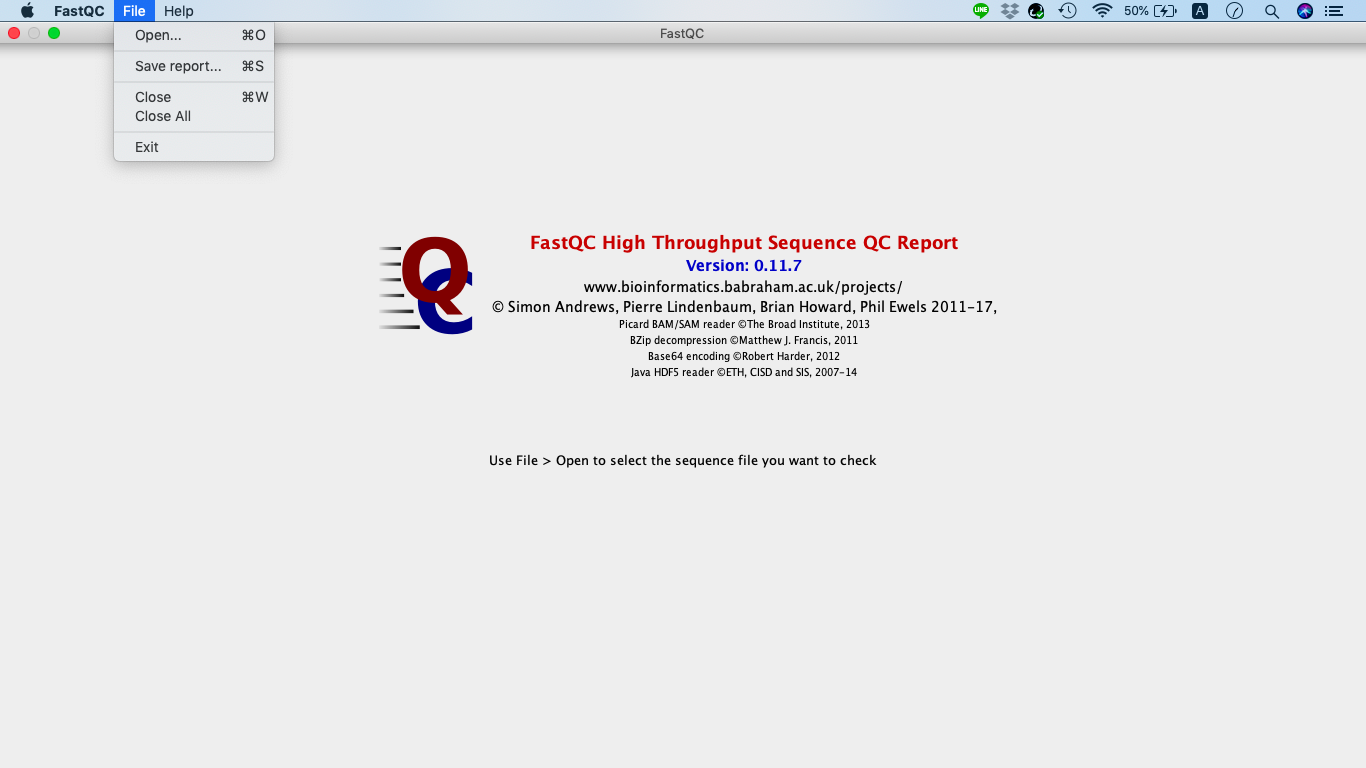 FastQC File Help 50% A
FastQC
Open... ⌘O
Save report... ⌘S
Close ⌘W
Close All
Exit
QC
FastQC High Throughput Sequence QC Report
Version: 0.11.7
www.bioinformatics.babraham.ac.uk/projects/
© Simon Andrews, Pierre Lindenbaum, Brian Howard, Phil Ewels 2011-17,
Picard BAM/SAM reader ©The Broad Institute, 2013
BZip decompression ©Matthew J. Francis, 2011
Base64 encoding ©Robert Harder, 2012
Java HDF5 reader ©ETH, CISD and SIS, 2007-14
Use File > Open to select the sequence file you want to check